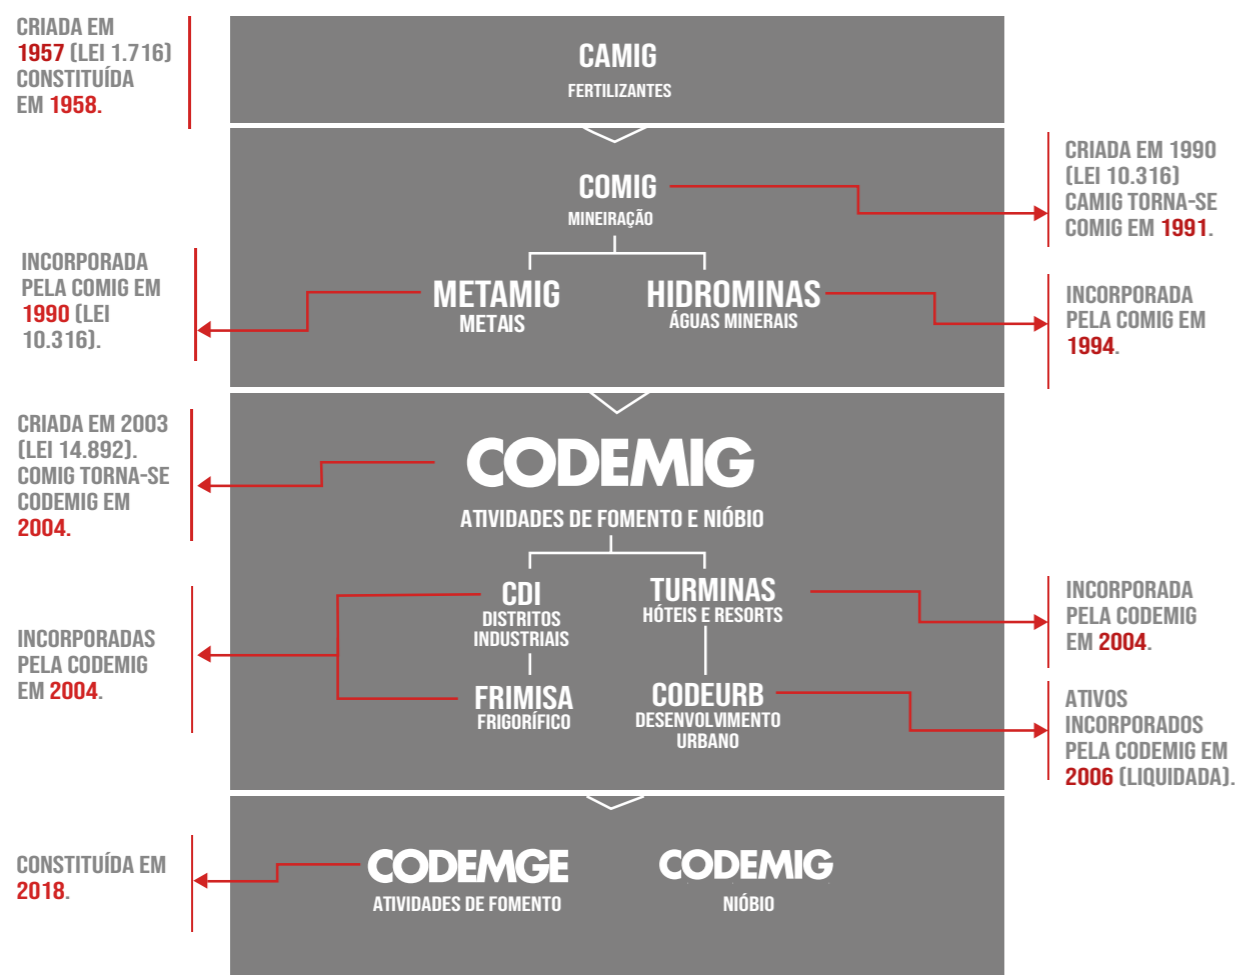 CRIADA EM
1957 (LEI 1.716)
CONSTITUÍDA
EM 1958.
CAMIG
FERTILIZANTES
COMIG
MINEIRAÇÃO
CRIADA EM 1990
(LEI 10.316)
CAMIG TORNA-SE
COMIG EM 1991.
INCORPORADA
PELA COMIG EM
1990 (LEI
10.316).
METAMIG
METAIS
HIDROMINAS
ÁGUAS MINERAIS
INCORPORADA
PELA COMIG EM
1994.
CRIADA EM 2003
(LEI 14.892).
COMIG TORNA-SE
CODEMIG EM
2004.
CODEMIG
ATIVIDADES DE FOMENTO E NIÓBIO
CDI
DISTRITOS
INDUSTRIAIS
TURMINAS
HÓTEIS E RESORTS
INCORPORADA
PELA CODEMIG
EM 2004.
INCORPORADAS
PELA CODEMIG
EM 2004.
FRIMISA
FRIGORÍFICO
CODEURB
DESENVOLVIMENTO
URBANO
ATIVOS
INCORPORADOS
PELA CODEMIG EM
2006 (LIQUIDADA).
CONSTITUÍDA EM
2018.
CODEMGE
ATIVIDADES DE FOMENTO
CODEMIG
NIÓBIO